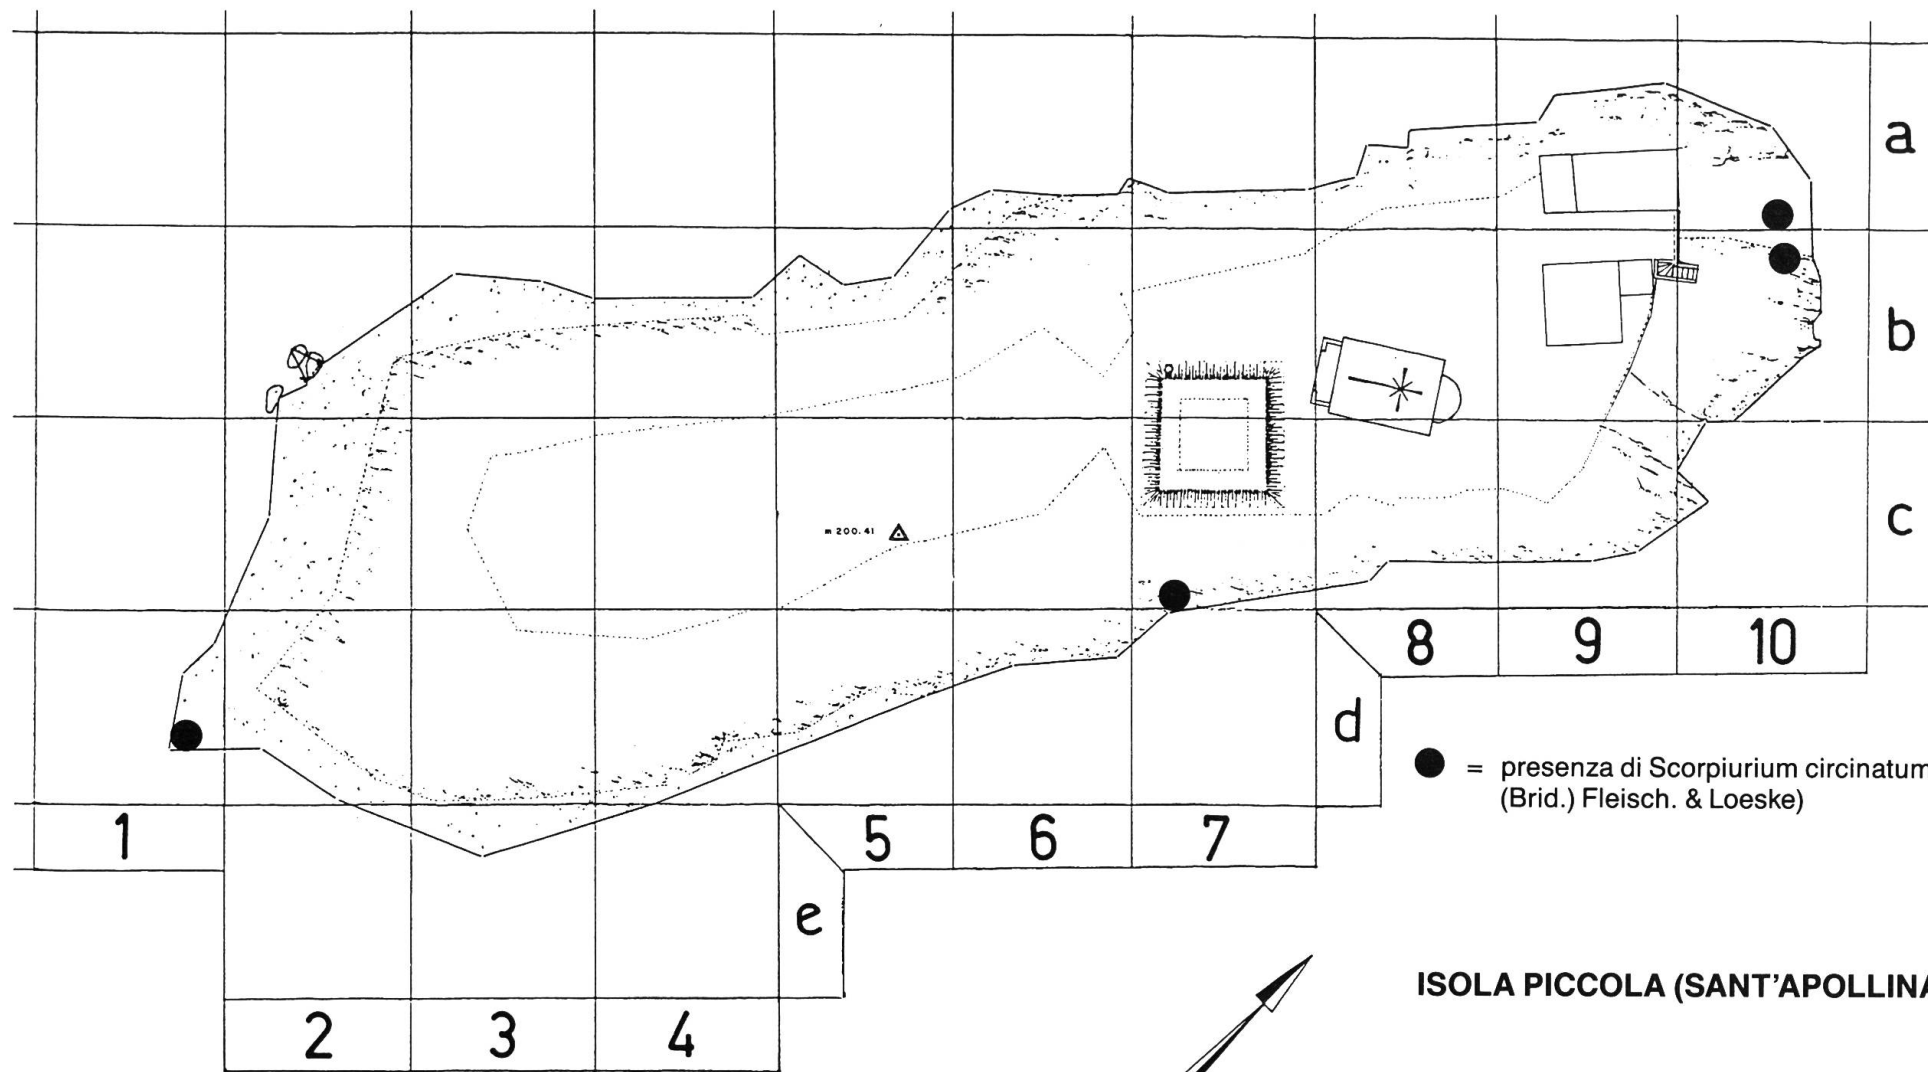 a
b
m 200.41
c
8 9 10
d
= presenza di Scorpiurium circinatum
(Brid.) Fleisch. & Loeske)
1 5 6 7
e
ISOLA PICCOLA (SANT'APOLLINA
2 3 4